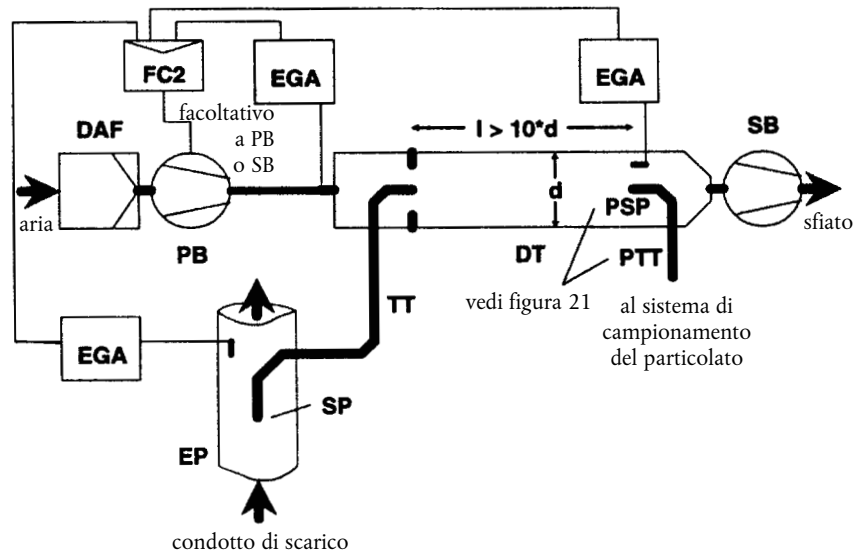 FC2
EGA
EGA
facoltativo
a PB
o SB
DAF
l > 10*d
SB
d
aria
PB
PSP
sfiato
DT
PTT
vedi figura 21
TT
al sistema di
campionamento
del particolato
EGA
SP
EP
condotto di scarico